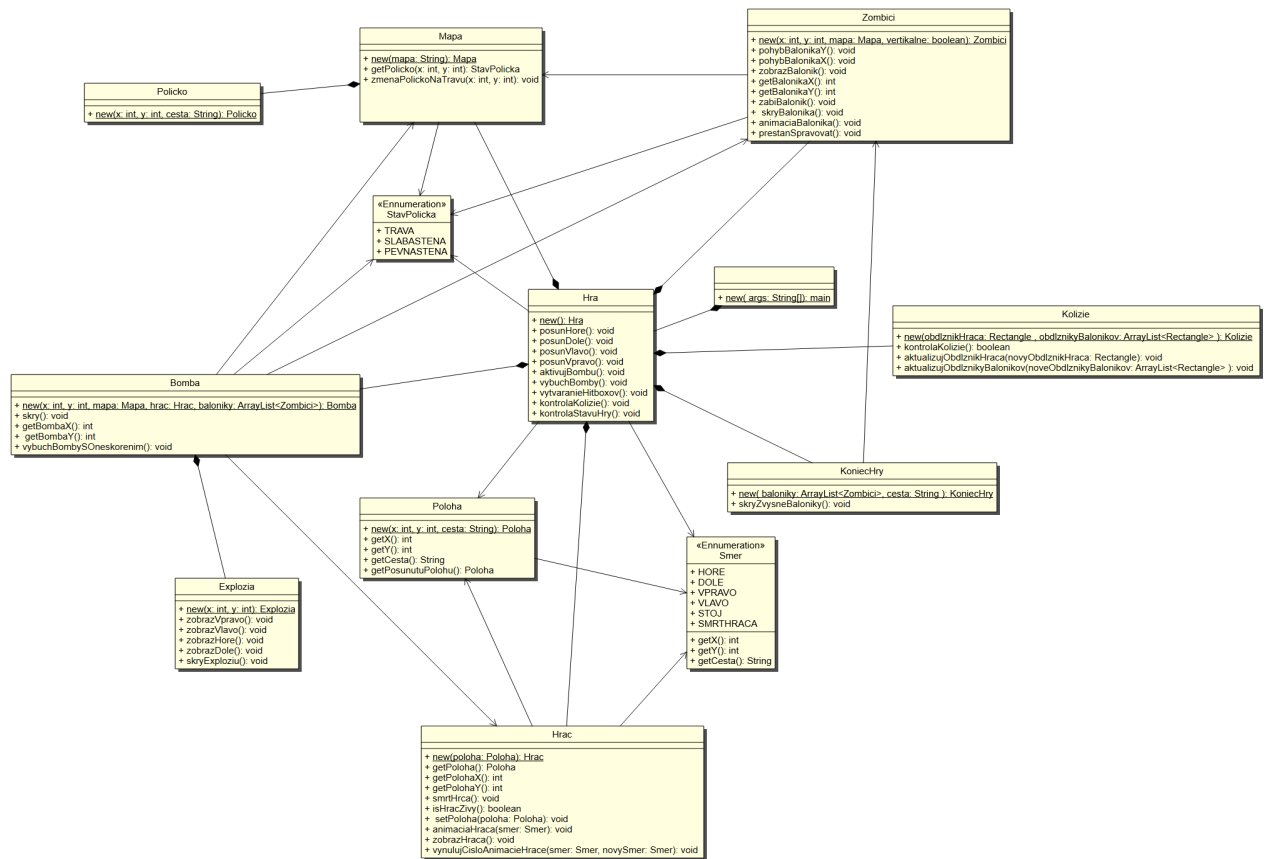 Zombici
+ new(x: int, y: int, mapa: Mapa, vertikalne: boolean): Zombici
+ pohybBalonikaY(): void
+ pohybBalonikaX(): void
+ zobrazBalonik(): void
+ getBalonikaX(): int
+ getBalonikaY(): int
+ zabiBalonik(): void
+ skryBalonika(): void
+ animaciaBalonika(): void
+ prestanSpravovat(): void
Mapa
+ new(mapa: String): Mapa
+ getPolicko(x: int, y: int): StavPolicka
+ zmenaPolickoNaTravu(x: int, y: int): void
Policko
+ new(x: int, y: int, cesta: String): Policko
«Ennumeration»
StavPolicka
+ TRAVA
+ SLABASTENA
+ PEVNASTENA
+ new( args: String[]): main
Hra
+ new(): Hra
+ posunHore(): void
+ posunDole(): void
+ posunVlavo(): void
+ posunVpravo(): void
+ aktivujBombu(): void
+ vybuchBomby(): void
+ vytvaranieHitboxov(): void
+ kontrolaKolizie(): void
+ kontrolaStavuHry(): void
Kolizie
+ new(obdlznikHraca: Rectangle , obdlznikyBalonikov: ArrayList<Rectangle> ): Kolizie
+ kontrolaKolizie(): boolean
+ aktualizujObdlznikHraca(novyObdlznikHraca: Rectangle): void
+ aktualizujObdlznikyBalonikov(noveObdlznikyBalonikov: ArrayList<Rectangle> ): void
Bomba
+ new(x: int, y: int, mapa: Mapa, hrac: Hrac, baloniky: ArrayList<Zombici>): Bomba
+ skry(): void
+ getBombaX(): int
+ getBombaY(): int
+ vybuchBombySOneskorenim(): void
KoniecHry
+ new( baloniky: ArrayList<Zombici>, cesta: String ): KoniecHry
+ skryZvysneBaloniky(): void
Poloha
+ new(x: int, y: int, cesta: String): Poloha
+ getX(): int
+ getY(): int
+ getCesta(): String
+ getPosunutuPolohu(): Poloha
«Ennumeration»
Smer
+ HORE
+ DOLE
+ VPRAVO
+ VLAVO
+ STOJ
+ SMRTHRACA
+ getX(): int
+ getY(): int
+ getCesta(): String
Explozia
+ new(x: int, y: int): Explozia
+ zobrazVpravo(): void
+ zobrazVlavo(): void
+ zobrazHore(): void
+ zobrazDole(): void
+ skryExploziu(): void
Hrac
+ new(poloha: Poloha): Hrac
+ getPoloha(): Poloha
+ getPolohaX(): int
+ getPolohaY(): int
+ smrtHrca(): void
+ isHracZivy(): boolean
+ setPoloha(poloha: Poloha): void
+ animaciaHraca(smer: Smer): void
+ zobrazHraca(): void
+ vynulujCisloAnimacieHrace(smer: Smer, novySmer: Smer): void